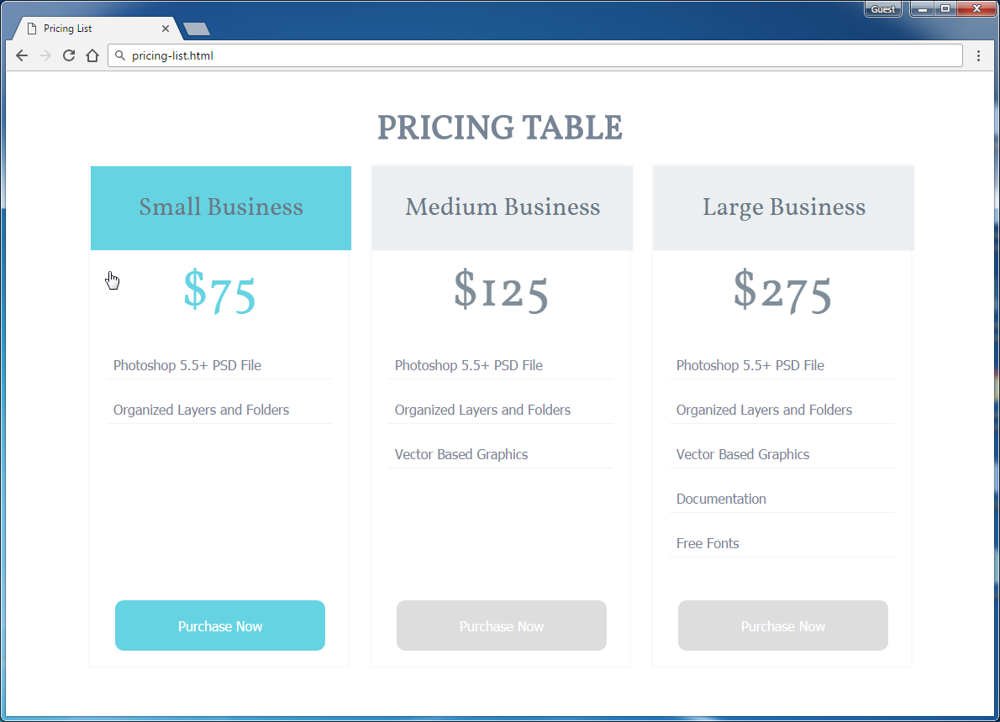 Guest
Pricing List
pricing-list.html
PRICING TABLE
Small Business
$75
Photoshop 5.5+ PSD File
Organized Layers and Folders
Purchase Now
Medium Business
$125
Photoshop 5.5+ PSD File
Organized Layers and Folders
Vector Based Graphics
Purchase Now
Large Business
$275
Photoshop 5.5+ PSD File
Organized Layers and Folders
Vector Based Graphics
Documentation
Free Fonts
Purchase Now